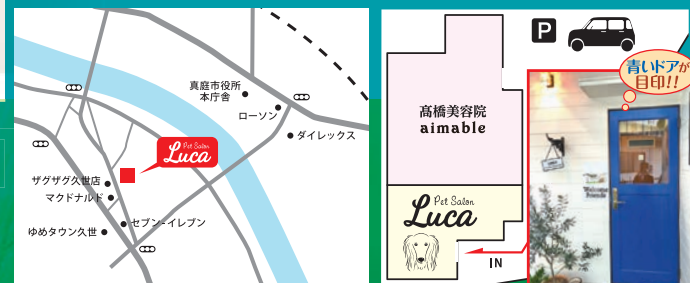 真庭市役所
本庁舎
ローソン
ダイレックス
Pet Salon
Luca
ザグザグ久世店
マクドナルド
セブン-イレブン
ゆめタウン久世
P
髙橋美容院
aimable
Pet Salon
Luca
IN
青いドアが
目印!!
Welcome
Friends